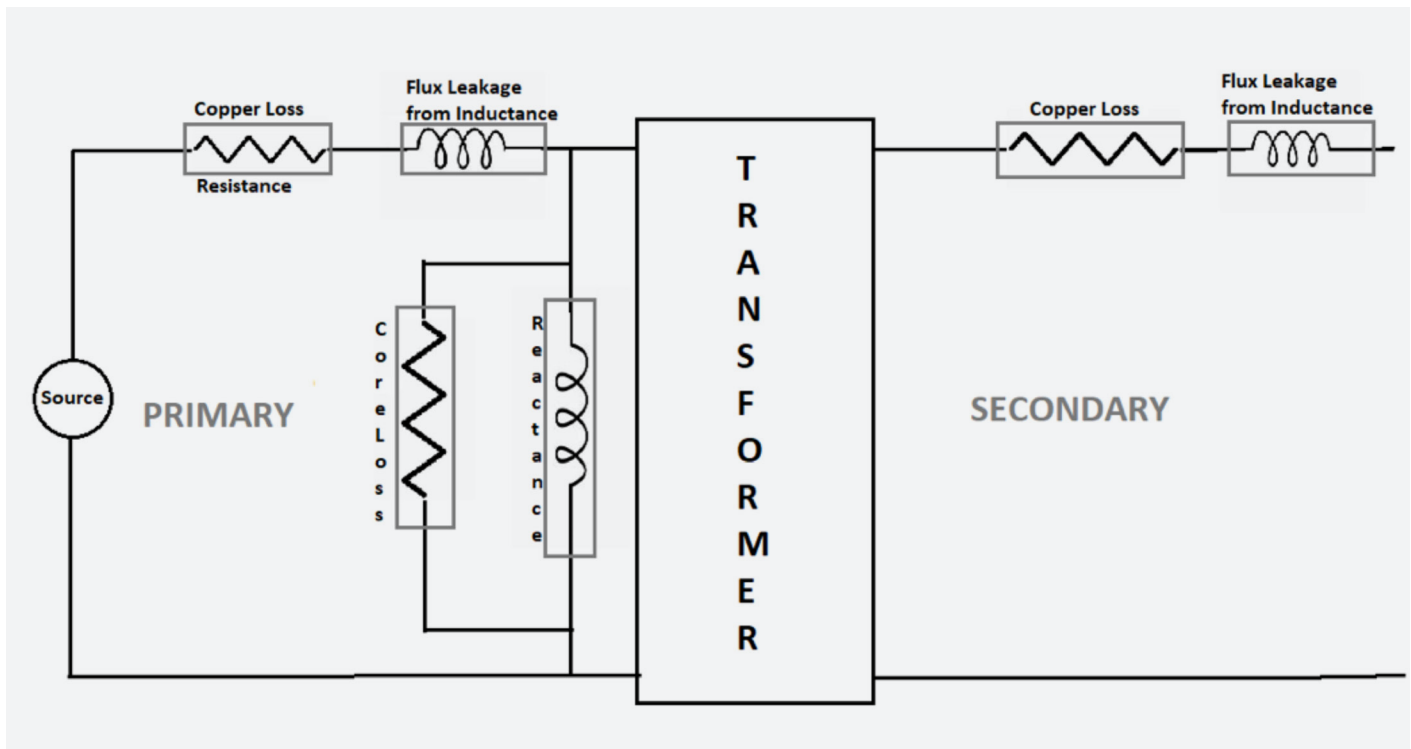 Copper Loss
Flux Leakage
from Inductance
Resistance
Source
PRIMARY
CoreLoss
Reactance
TRANSFORMER
Copper Loss
Flux Leakage
from Inductance
SECONDARY